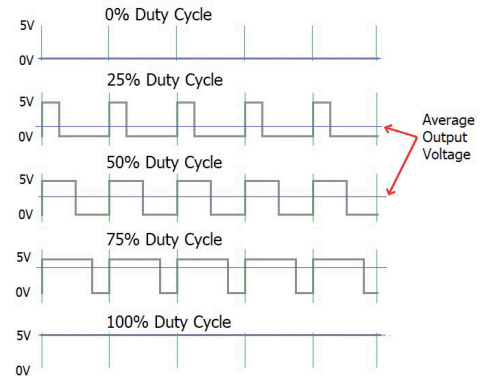 0% Duty Cycle
5V
0V
25% Duty Cycle
5V
0V
Average
Output
Voltage
50% Duty Cycle
5V
0V
75% Duty Cycle
5V
0V
100% Duty Cycle
5V
0V